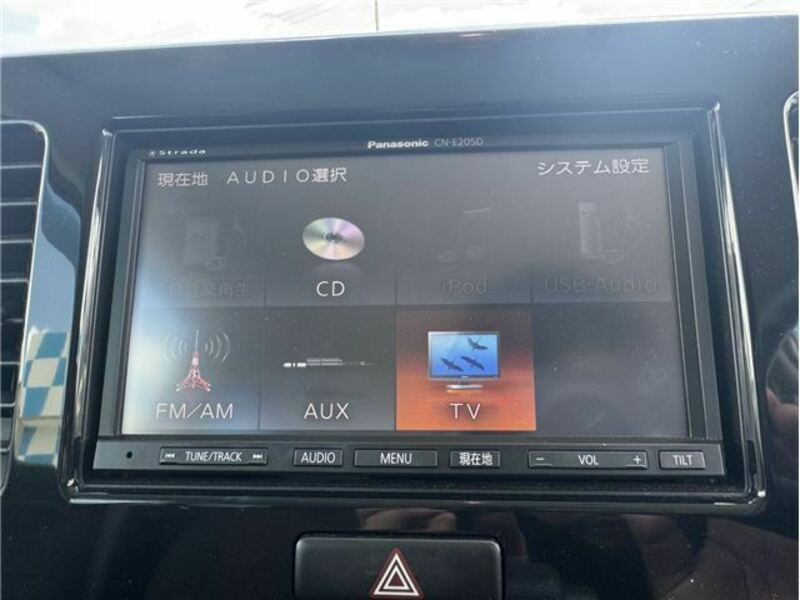 Strada Panasonic CN-E205D
現在地 AUDIO選択 システム設定
CD iPod USB-Audio
FM/AM AUX TV
TUNE/TRACK AUDIO MENU 現在地 - VOL + TILT